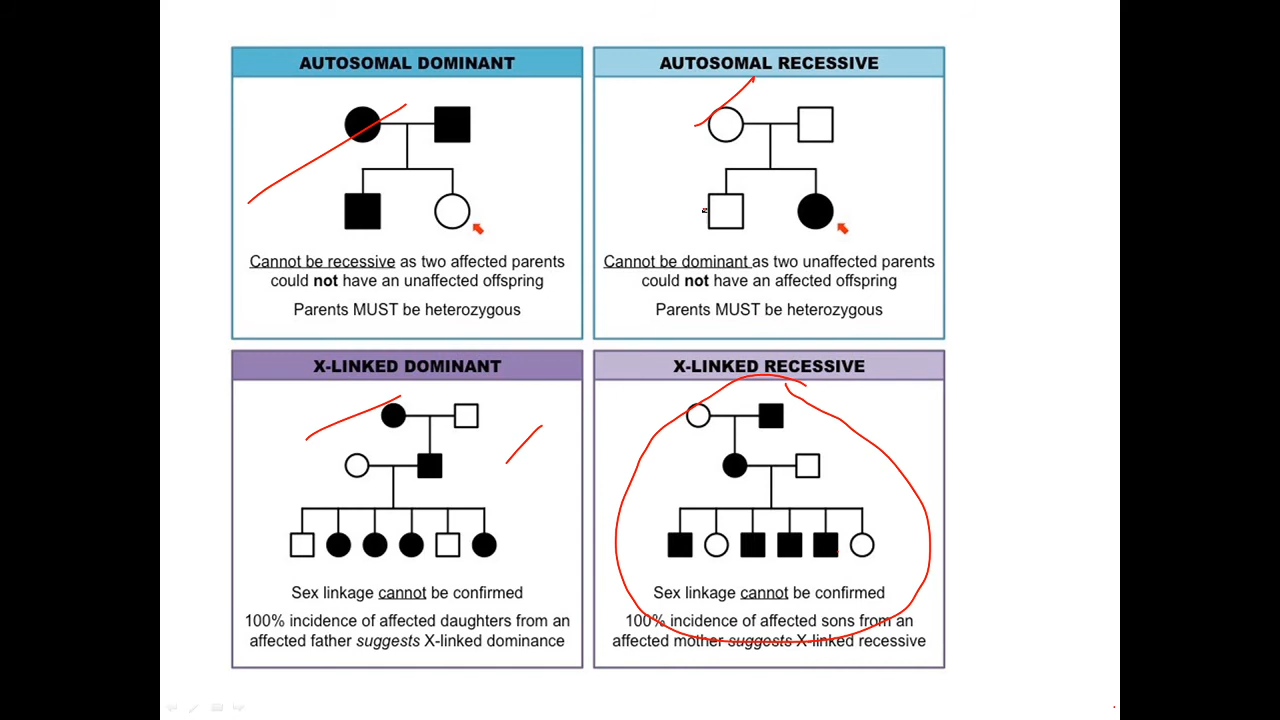 AUTOSOMAL DOMINANT
Cannot be recessive as two affected parents
could not have an unaffected offspring
Parents MUST be heterozygous
AUTOSOMAL RECESSIVE
Cannot be dominant as two unaffected parents
could not have an affected offspring
Parents MUST be heterozygous
X-LINKED DOMINANT
Sex linkage cannot be confirmed
100% incidence of affected daughters from an
affected father suggests X-linked dominance
X-LINKED RECESSIVE
Sex linkage cannot be confirmed
100% incidence of affected sons from an
affected mother suggests X-linked recessive